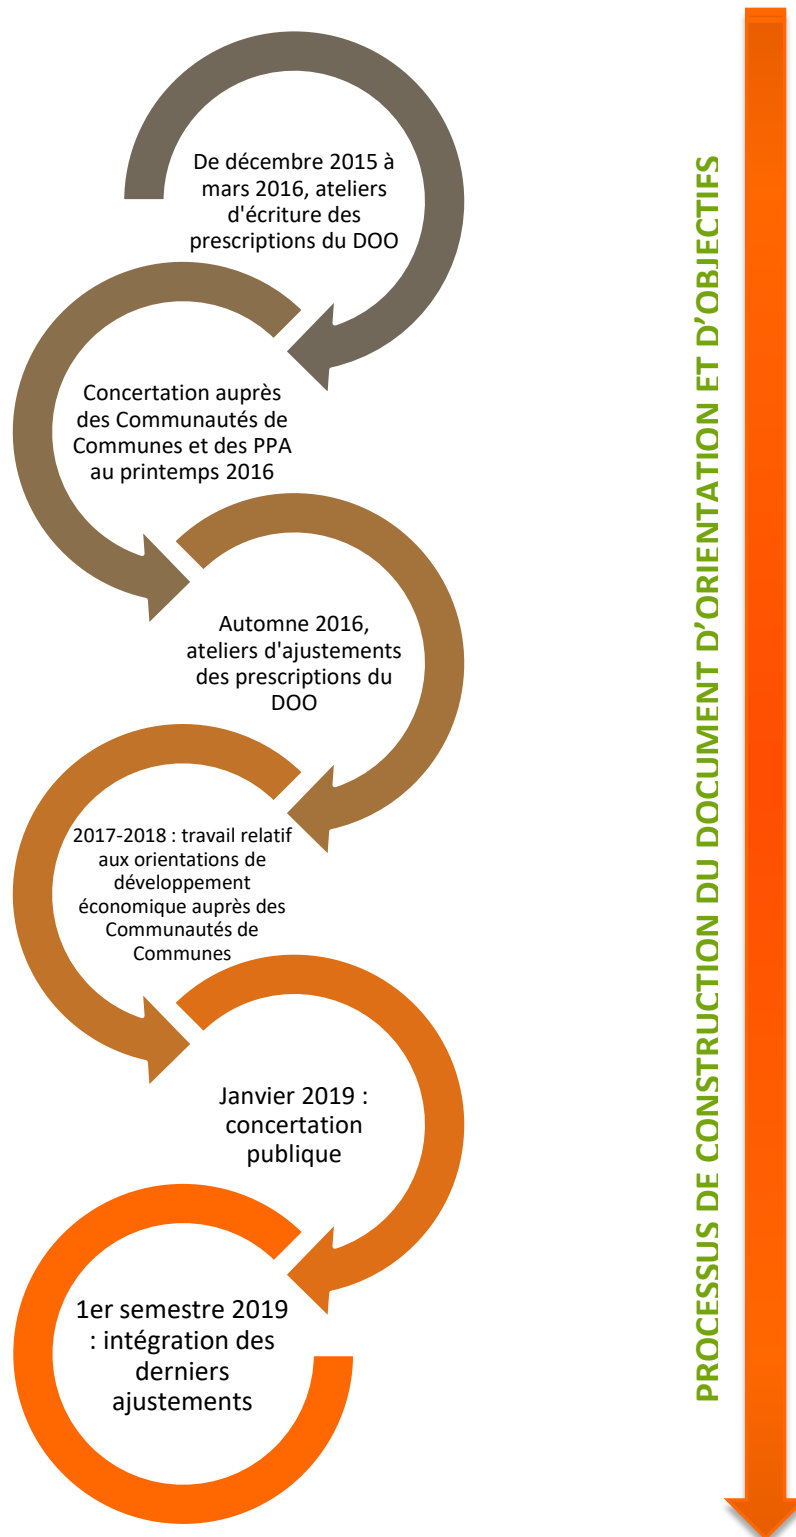 De décembre 2015 à
mars 2016, ateliers
d'écriture des
prescriptions du DOO
Concertation auprès
des Communautés de
Communes et des PPA
au printemps 2016
Automne 2016,
ateliers d'ajustements
des prescriptions du
DOO
2017-2018 : travail relatif
aux orientations de
développement
économique auprès des
Communautés de
Communes
Janvier 2019 :
concertation
publique
1er semestre 2019
: intégration des
derniers
ajustements
PROCESSUS DE CONSTRUCTION DU DOCUMENT D'ORIENTATION ET D'OBJECTIFS